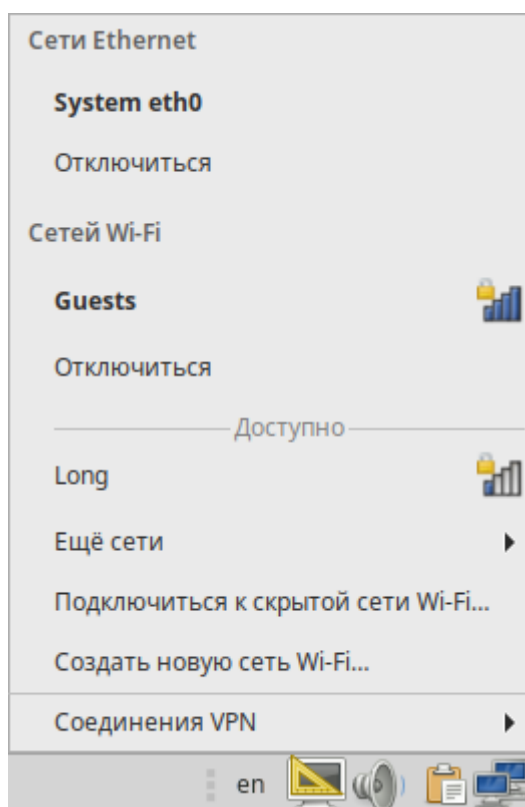 Сети Ethernet
System eth0
Отключиться
Сетей Wi-Fi
Guests
Отключиться
Доступно
Long
Ещё сети
Подключиться к скрытой сети Wi-Fi...
Создать новую сеть Wi-Fi...
Соединения VPN
en